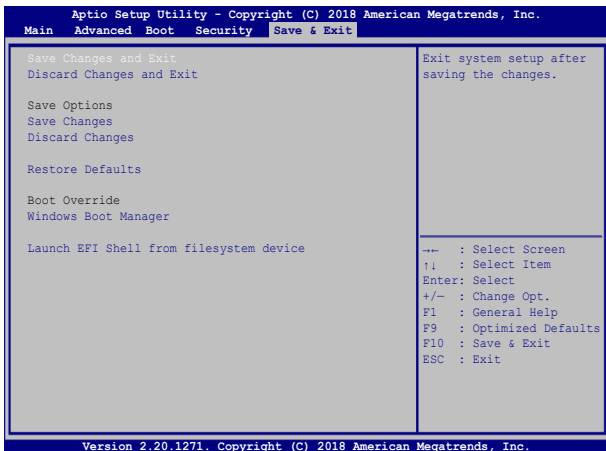 Aptio Setup Utility - Copyright (C) 2018 American Megatrends, Inc.
Main Advanced Boot Security Save & Exit
Save Changes and Exit
Discard Changes and Exit
Save Options
Save Changes
Discard Changes
Restore Defaults
Boot Override
Windows Boot Manager
Launch EFI Shell from filesystem device
Exit system setup after
saving the changes.
→← : Select Screen
↑↓ : Select Item
Enter: Select
+/— : Change Opt.
F1 : General Help
F9 : Optimized Defaults
F10 : Save & Exit
ESC : Exit
Version 2.20.1271. Copyright (C) 2018 American Megatrends, Inc.